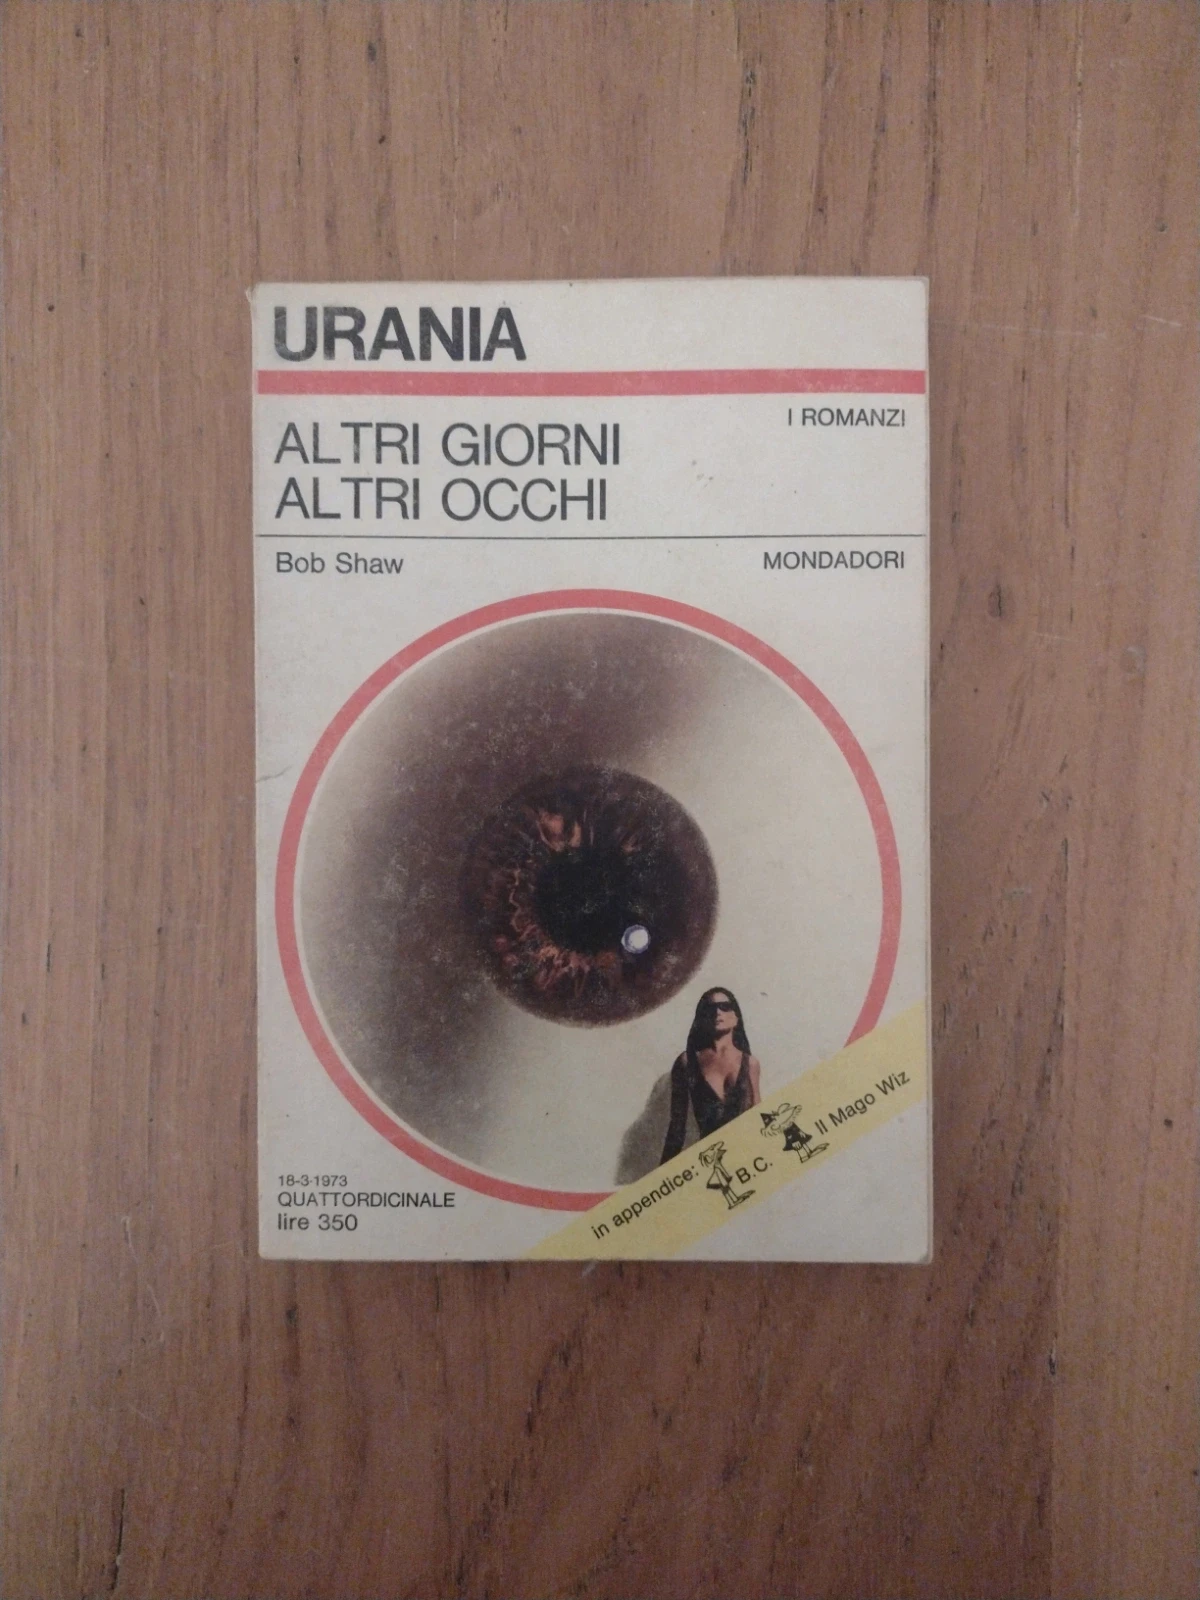 URANIA
I ROMANZI
ALTRI GIORNI
ALTRI OCCHI
Bob Shaw
MONDADORI
in appendice: B.C. Il Mago Wiz
18-3-1973
QUATTORDICINALE
lire 350